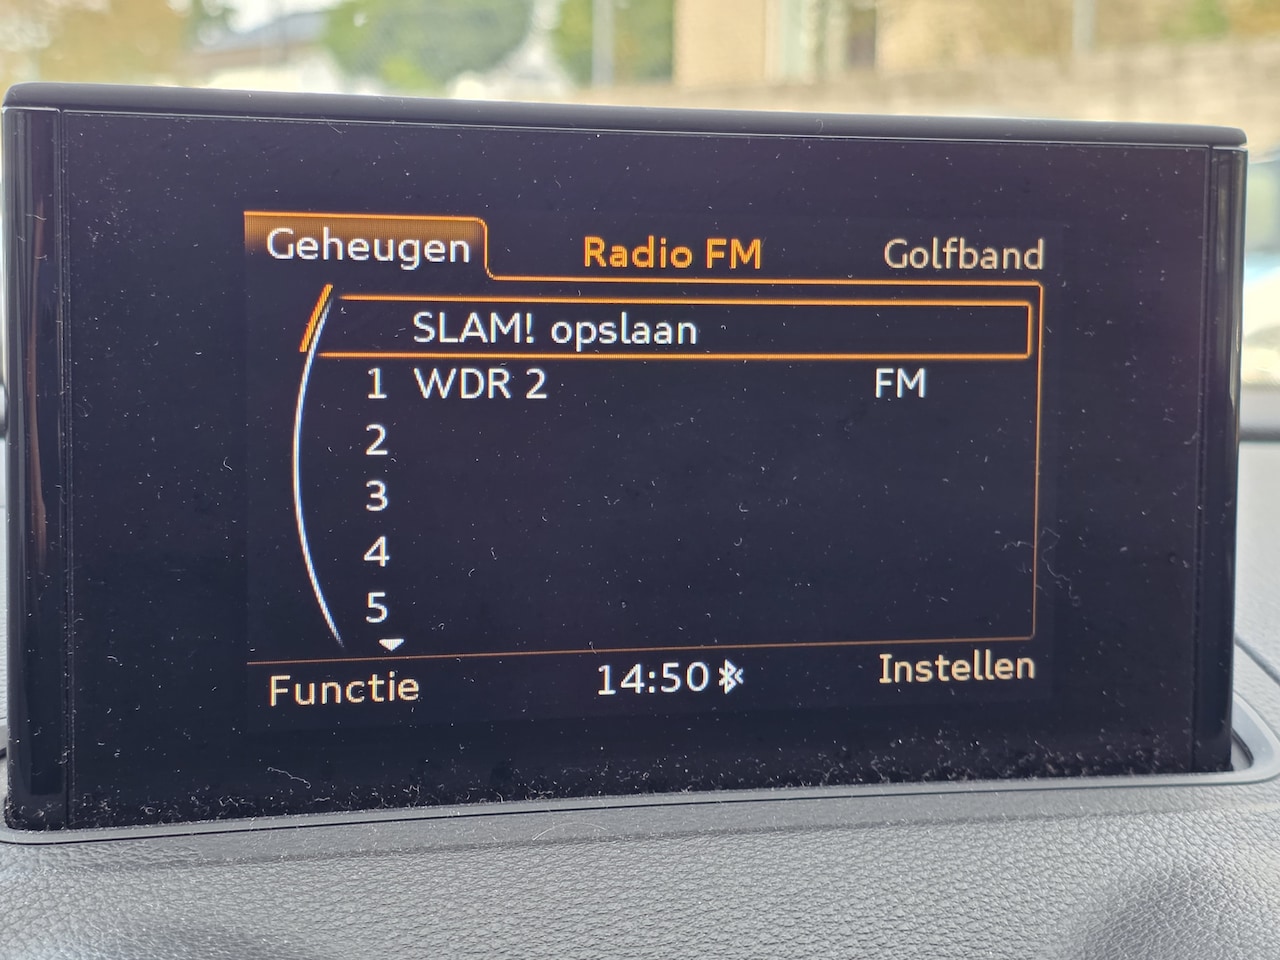 Geheugen Radio FM Golfband
SLAM! opslaan
1 WDR 2 FM
2
3
4
5
Functie 14:50 Instellen